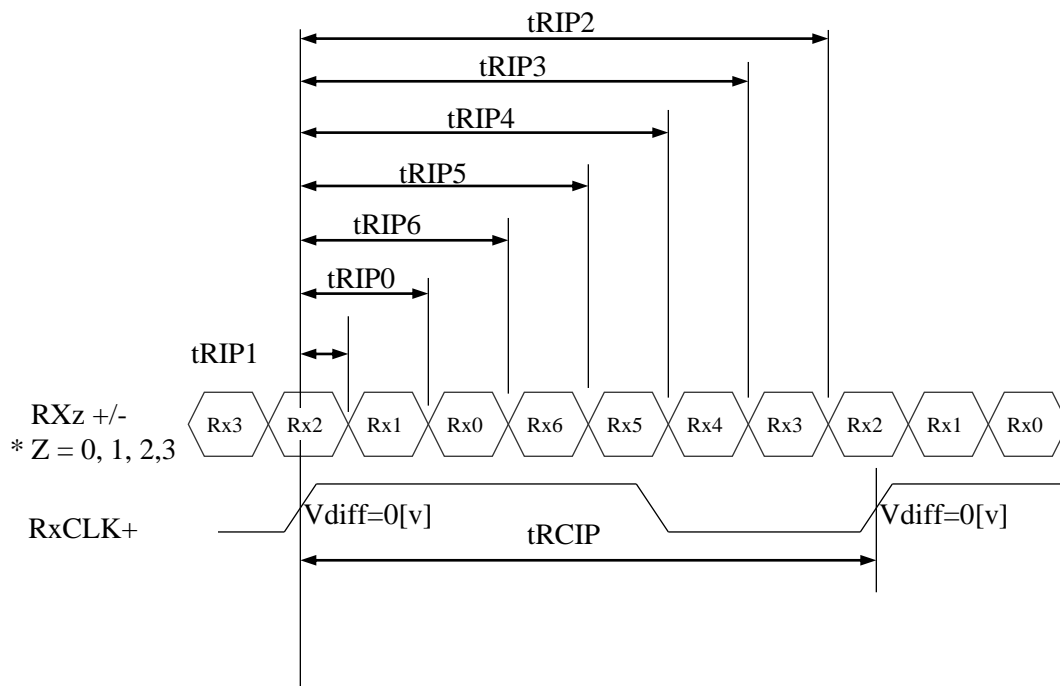 tRIP2
tRIP3
tRIP4
tRIP5
tRIP6
tRIP0
tRIP1
RXz +/-
* Z = 0, 1, 2,3
Rx3 Rx2 Rx1 Rx0 Rx6 Rx5 Rx4 Rx3 Rx2 Rx1 Rx0
RxCLK+
Vdiff=0[v] Vdiff=0[v]
tRCIP